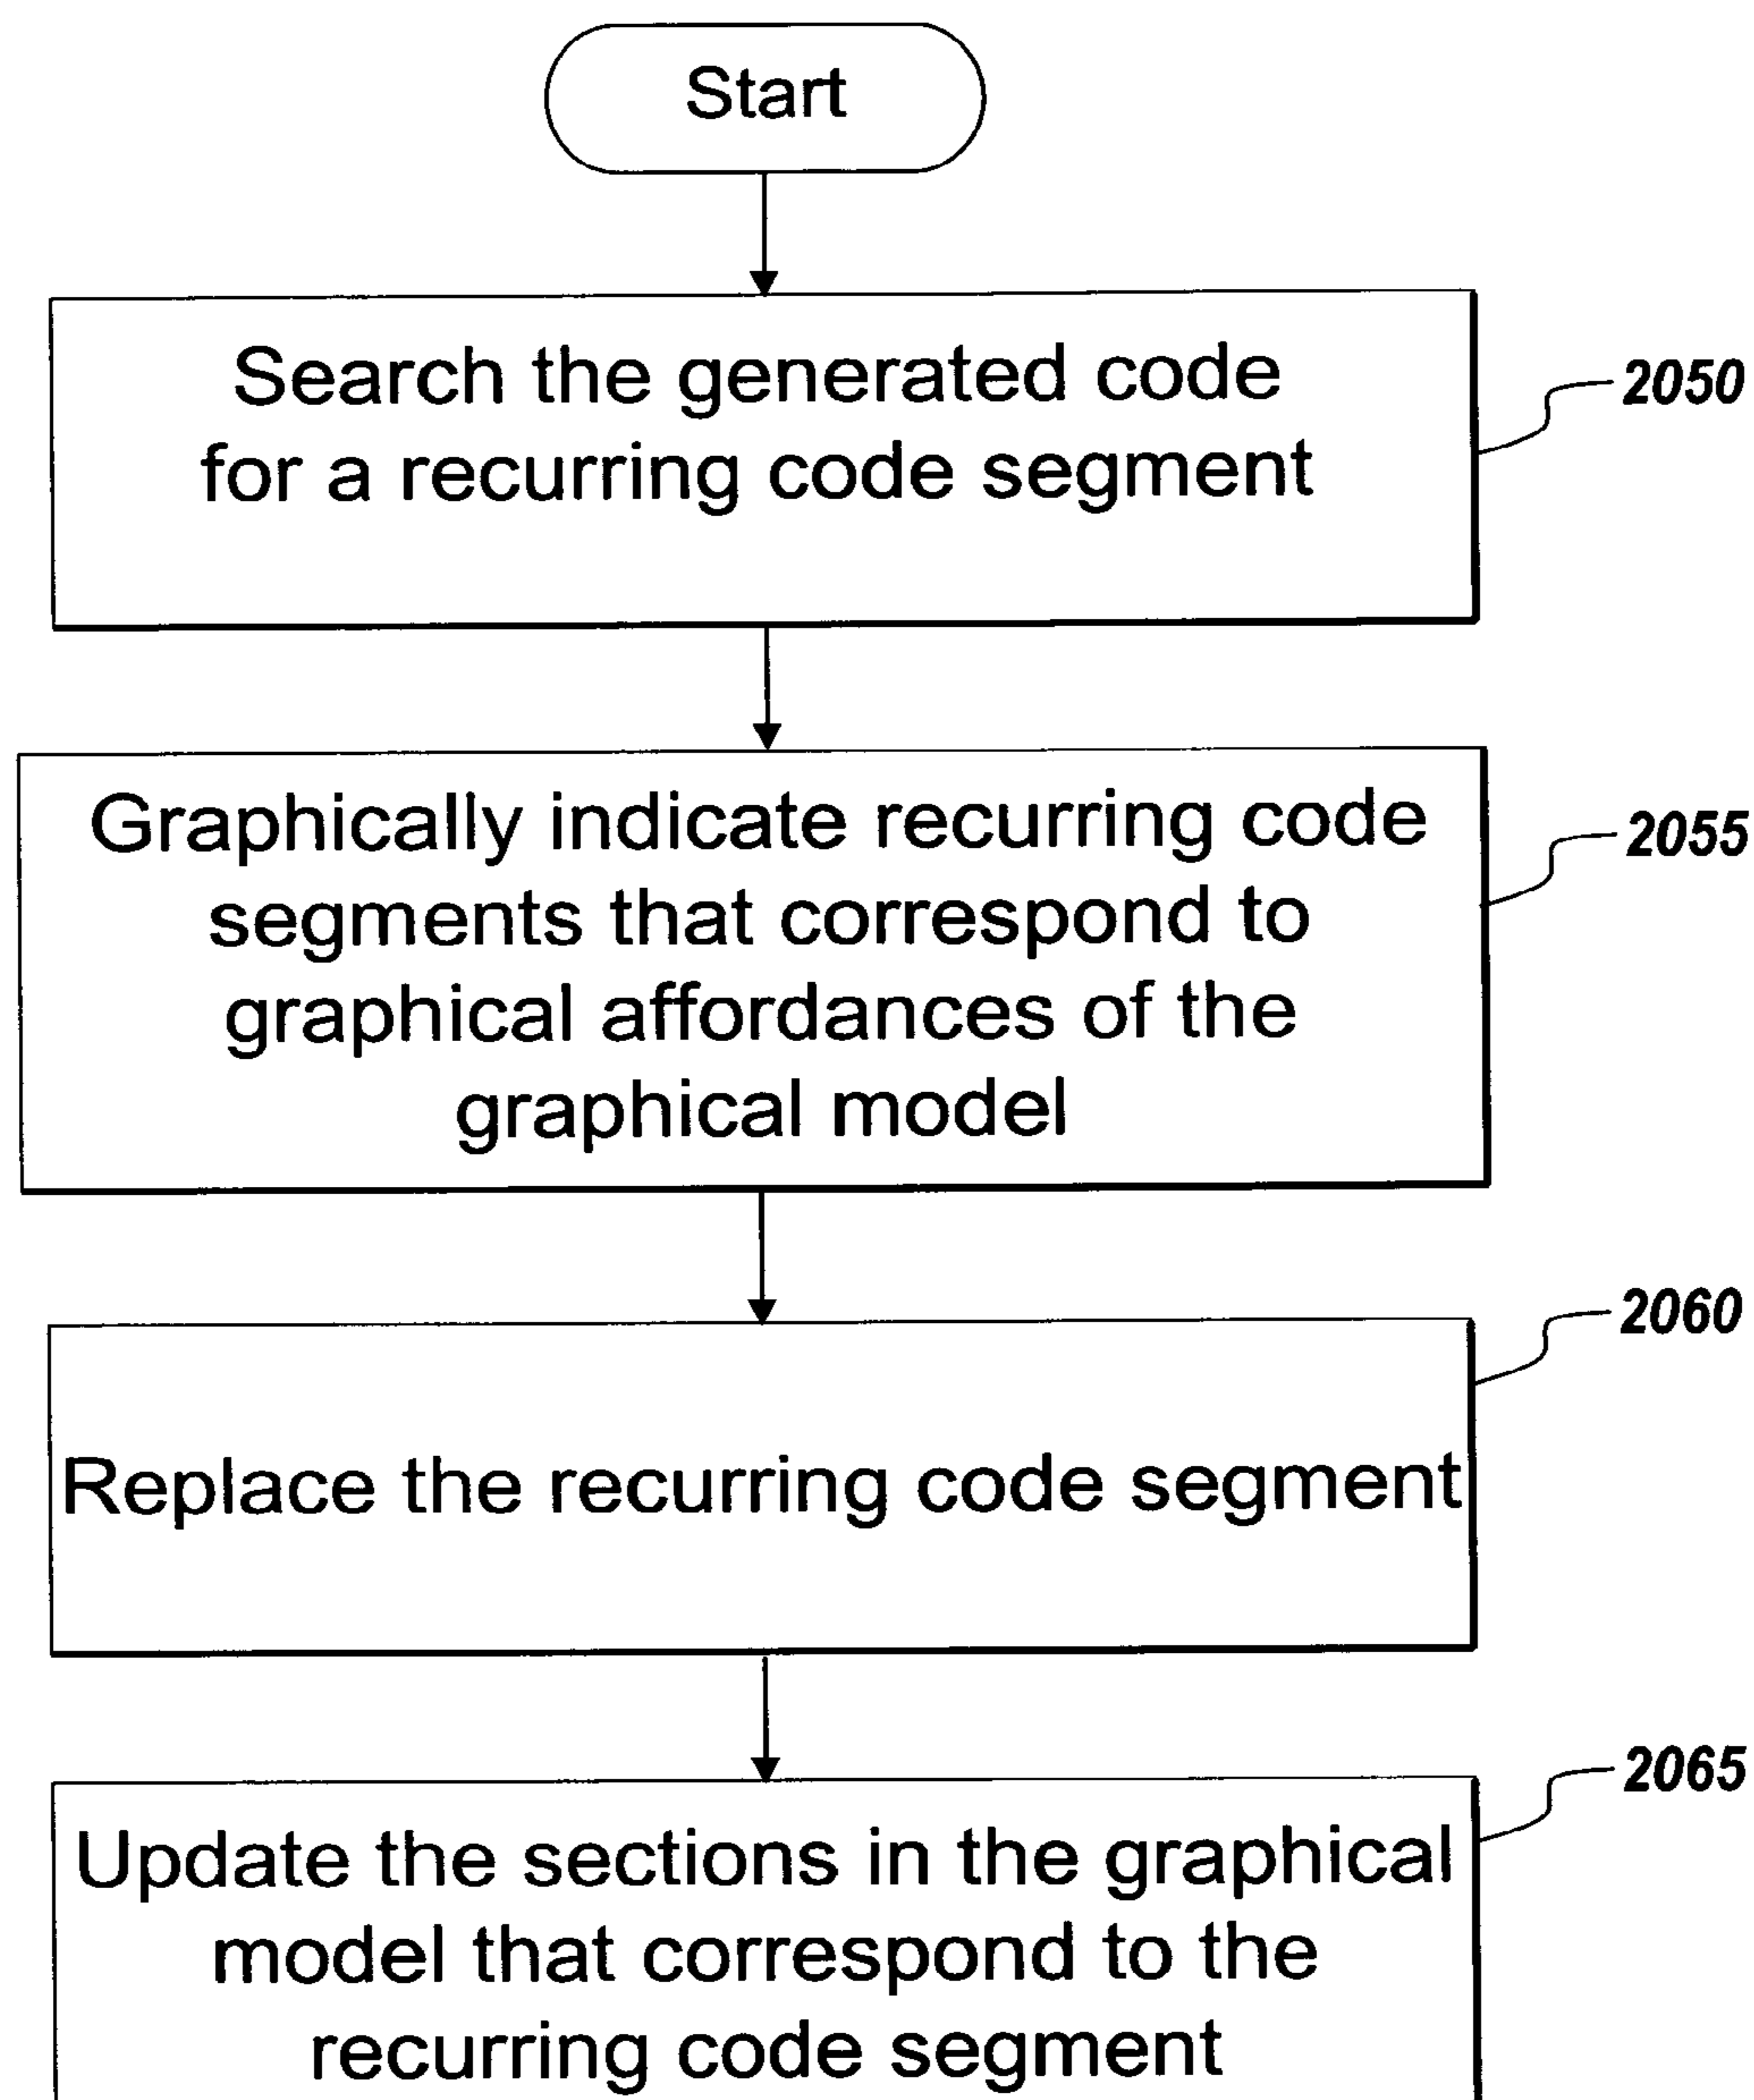 Start
Search the generated code
for a recurring code segment
2050
Graphically indicate recurring code
segments that correspond to
graphical affordances of the
graphical model
2055
2060
Replace the recurring code segment
2065
Update the sections in the graphical
model that correspond to the
recurring code segment